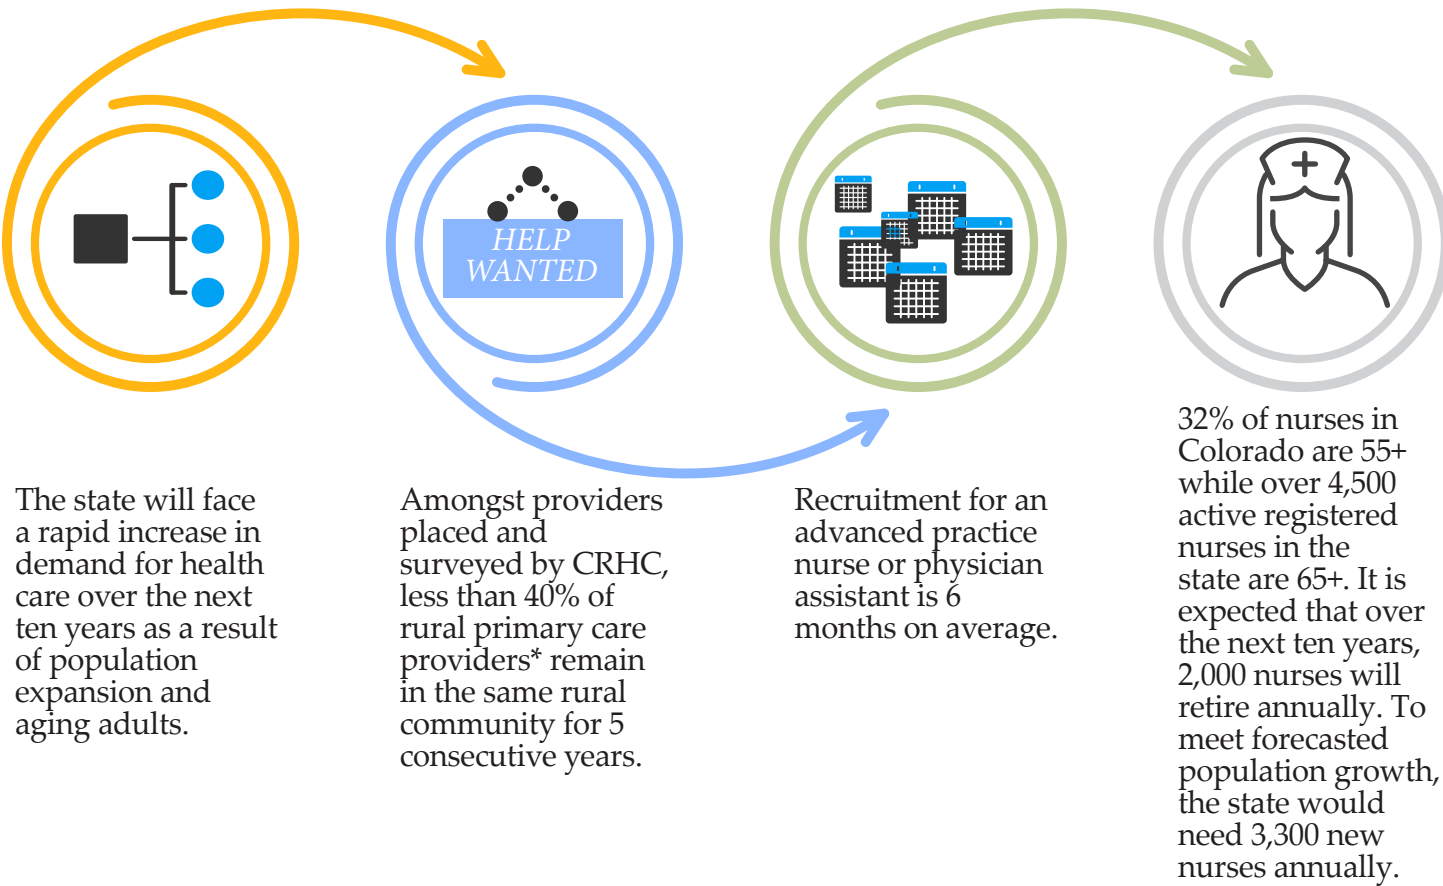 HELP
WANTED
The state will face
a rapid increase in
demand for health
care over the next
ten years as a result
of population
expansion and
aging adults.
Amongst providers
placed and
surveyed by CRHC,
less than 40% of
rural primary care
providers* remain
in the same rural
community for 5
consecutive years.
Recruitment for an
advanced practice
nurse or physician
assistant is 6
months on average.
32% of nurses in
Colorado are 55+
while over 4,500
active registered
nurses in the
state are 65+. It is
expected that over
the next ten years,
2,000 nurses will
retire annually. To
meet forecasted
population growth,
the state would
need 3,300 new
nurses annually.